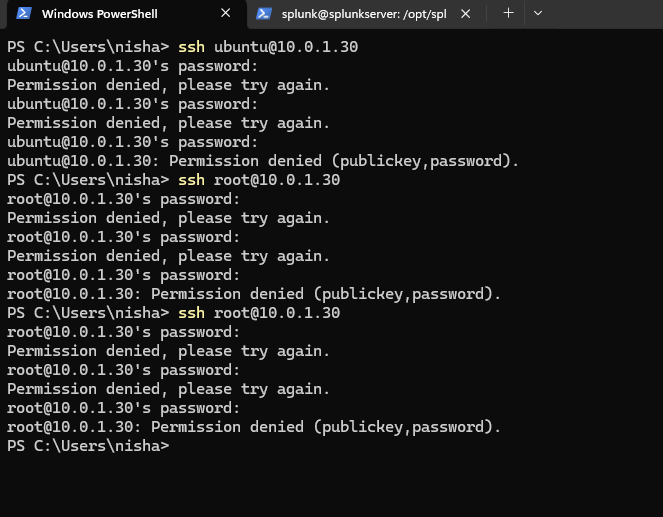 Windows PowerShell
splunk@splunkserver: /opt/spl
PS C:\Users\nisha> ssh ubuntu@10.0.1.30
ubuntu@10.0.1.30's password:
Permission denied, please try again.
ubuntu@10.0.1.30's password:
Permission denied, please try again.
ubuntu@10.0.1.30's password:
ubuntu@10.0.1.30: Permission denied (publickey,password).
PS C:\Users\nisha> ssh root@10.0.1.30
root@10.0.1.30's password:
Permission denied, please try again.
root@10.0.1.30's password:
Permission denied, please try again.
root@10.0.1.30's password:
root@10.0.1.30: Permission denied (publickey,password).
PS C:\Users\nisha> ssh root@10.0.1.30
root@10.0.1.30's password:
Permission denied, please try again.
root@10.0.1.30's password:
Permission denied, please try again.
root@10.0.1.30's password:
root@10.0.1.30: Permission denied (publickey,password).
PS C:\Users\nisha>